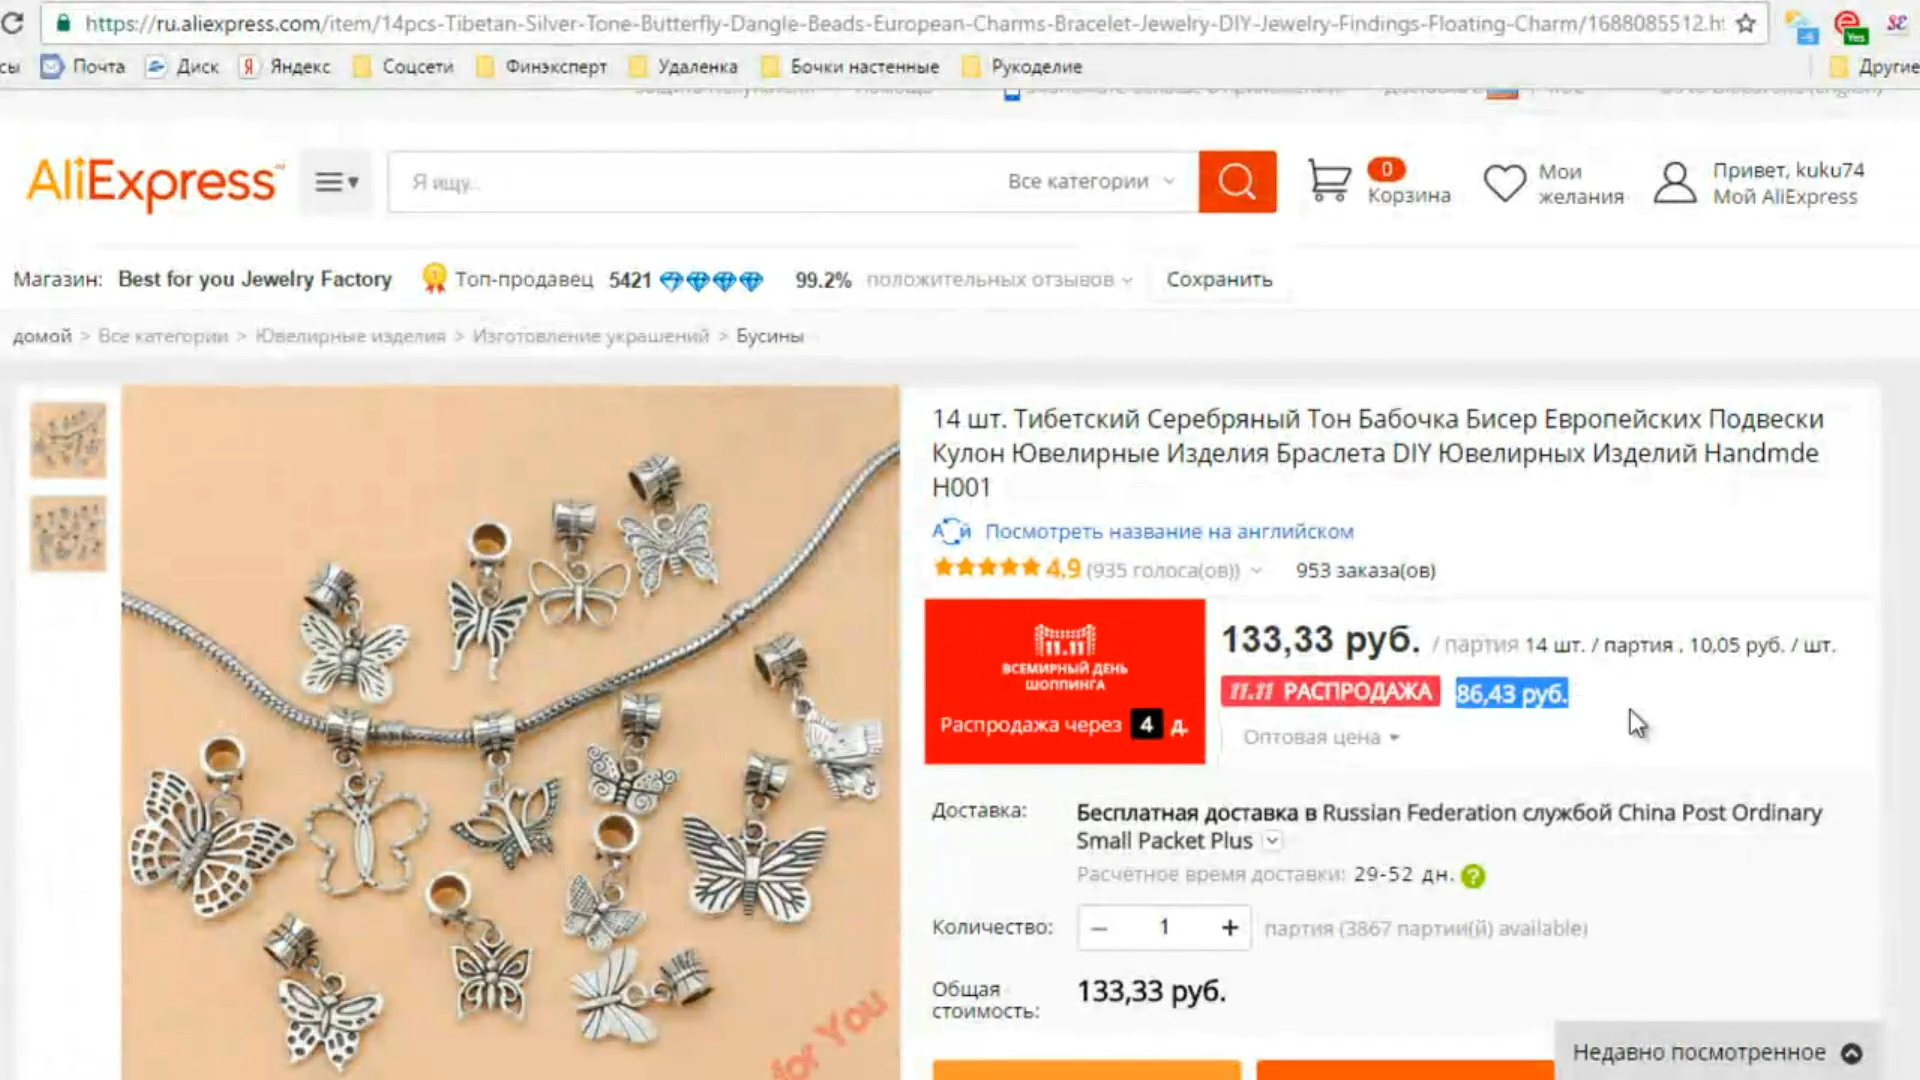 https://ru.aliexpress.com/item/14pcs-Tibetan-Silver-Tone-Butterfly-Dangle-Beads-European-Charms-Bracelet-Jewelry-DIY-Jewelry-Findings-Floating-Charm/1688085512.h
Yes
сы Почта Диск Яндекс Соцсети Финэксперт Удаленка Бочки настенные Рукоделие Другие
AliExpress™
Я ищу...
Все категории
0
Корзина
Мои
желания
Привет, kuku74
Мой AliExpress
Магазин: Best for you Jewelry Factory Топ-продавец 5421 99.2% положительных отзывов Сохранить
домой > Все категории > Ювелирные изделия > Изготовление украшений > Бусины
14 шт. Тибетский Серебряный Тон Бабочка Бисер Европейских Подвески
Кулон Ювелирные Изделия Браслета DIY Ювелирных Изделий Handmde
H001
Посмотреть название на английском
4.9 (935 голоса(ов)) 953 заказа(ов)
11.11
ВСЕМИРНЫЙ ДЕНЬ
ШОППИНГА
Распродажа через 4 д.
133,33 руб. / партия 14 шт. / партия , 10,05 руб. / шт.
11.11 РАСПРОДАЖА 86,43 руб.
Оптовая цена
Доставка: Бесплатная доставка в Russian Federation службой China Post Ordinary
Small Packet Plus
Расчетное время доставки: 29-52 дн. ?
Количество: – 1 + партия (3867 партии(й) available)
Общая
стоимость:
133,33 руб.
for You
Недавно посмотренное